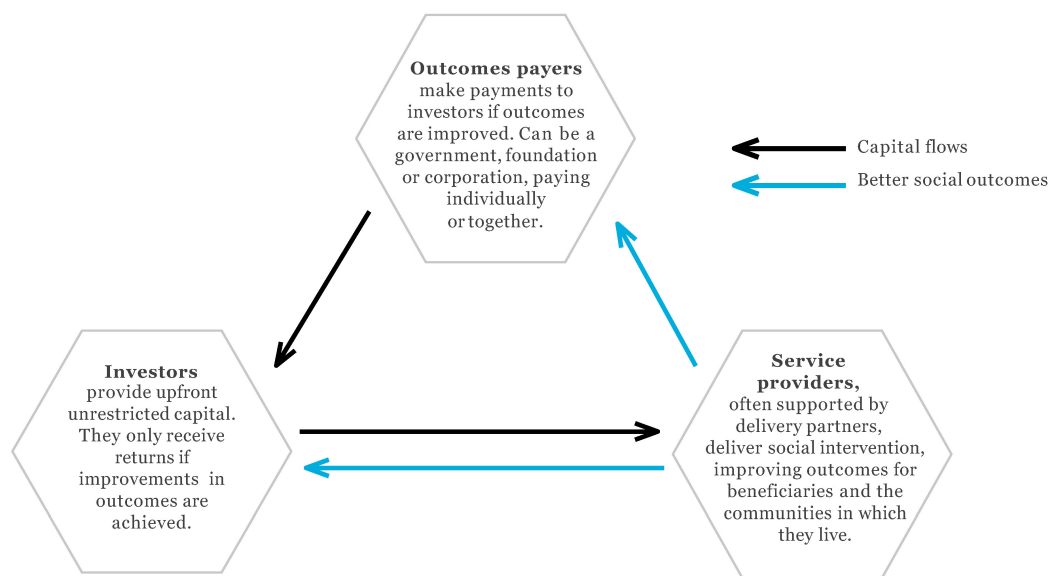 Outcomes payers
make payments to
investors if outcomes
are improved. Can be a
government, foundation
or corporation, paying
individually
or together.
Capital flows
Better social outcomes
Investors
provide upfront
unrestricted capital.
They only receive
returns if
improvements in
outcomes are
achieved.
Service
providers,
often supported by
delivery partners,
deliver social intervention,
improving outcomes for
beneficiaries and the
communities in which
they live.